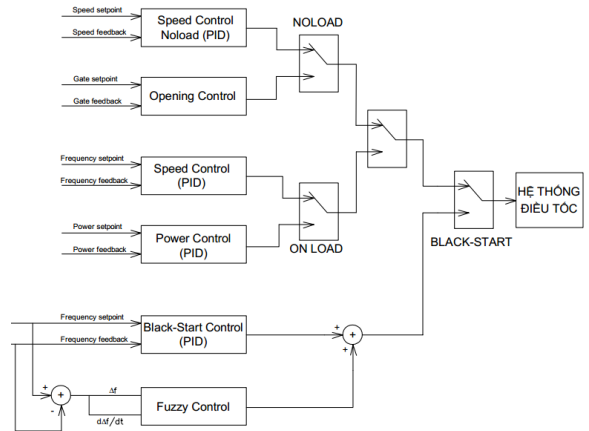 Speed setpoint
Speed feedback
Speed Control
Noload (PID)
NOLOAD
Gate setpoint
Gate feedback
Opening Control
Frequency setpoint
Frequency feedback
Speed Control
(PID)
Power setpoint
Power feedback
Power Control
(PID)
ON LOAD
HỆ THỐNG
ĐIỀU TỐC
BLACK-START
Frequency setpoint
Frequency feedback
Black-Start Control
(PID)
+
+
+
+
-
+
Δf
dΔf/dt
Fuzzy Control